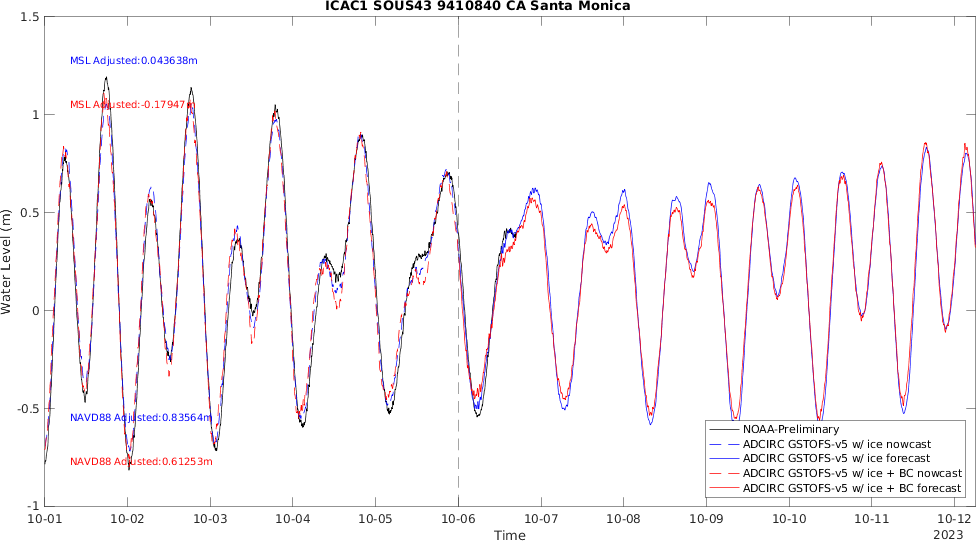 ICAC1 SOUS43 9410840 CA Santa Monica
1.5
MSL Adjusted:0.043638m
MSL Adjusted:-0.17947
1
0.5
Water Level (m)
0
-0.5
NAVD88 Adjusted:0.83564m
NAVD88 Adjusted:0.61253m
-1
NOAA-Preliminary
ADCIRC GSTOFS-v5 w/ ice nowcast
ADCIRC GSTOFS-v5 w/ ice forecast
ADCIRC GSTOFS-v5 w/ ice + BC nowcast
ADCIRC GSTOFS-v5 w/ ice + BC forecast
10-01 10-02 10-03 10-04 10-05 10-06 10-07 10-08 10-09 10-10 10-11 10-12
Time
2023